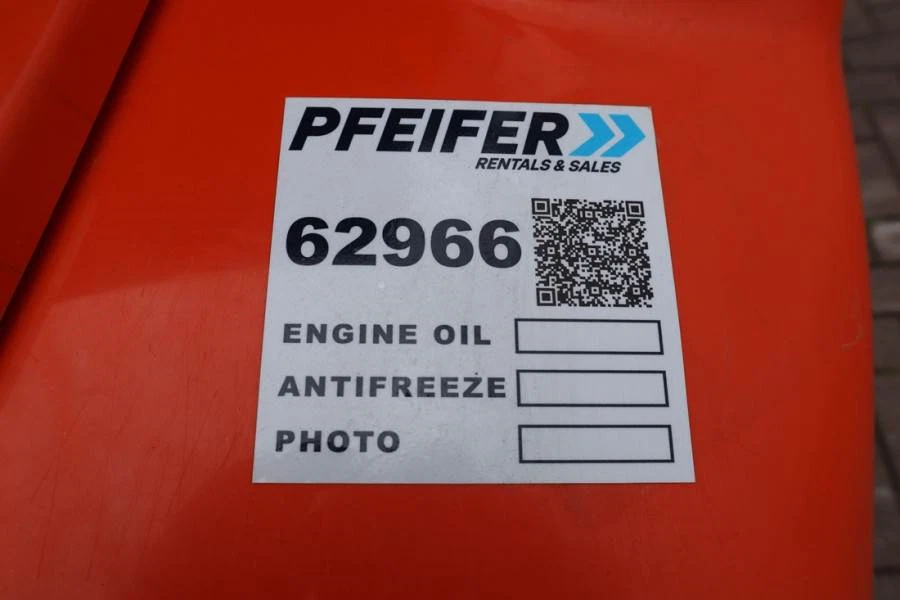 PFEIFER
RENTALS & SALES
62966
ENGINE OIL
ANTIFREEZE
PHOTO